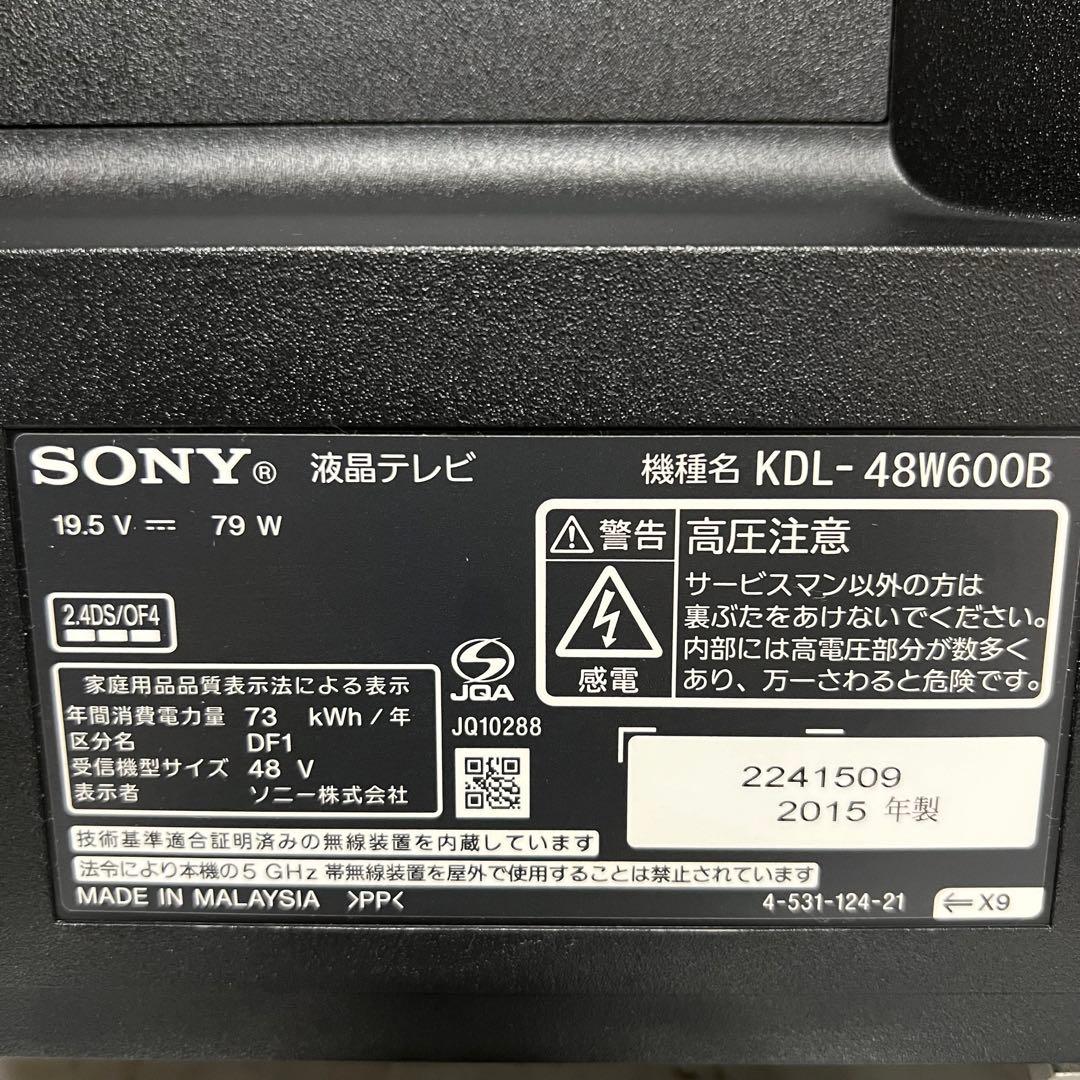 SONY® 液晶テレビ 機種名 KDL-48W600B
19.5 V ⎓ 79 W
2.4DS/OF4
⚠警告
感電
高圧注意
サービスマン以外の方は
裏ぶたをあけないでください。
内部には高電圧部分が数多く
あり、万一さわると危険です。
家庭用品品質表示法による表示
年間消費電力量 73 kWh/年
区分名 DF1
受信機型サイズ 48 V
表示者 ソニー株式会社
JQA
JQ10288
2241509
2015 年製
技術基準適合証明済みの無線装置を内蔵しています
法令により本機の5 GHz 帯無線装置を屋外で使用することは禁止されています
MADE IN MALAYSIA >PP<
4-531-124-21
⇐X9